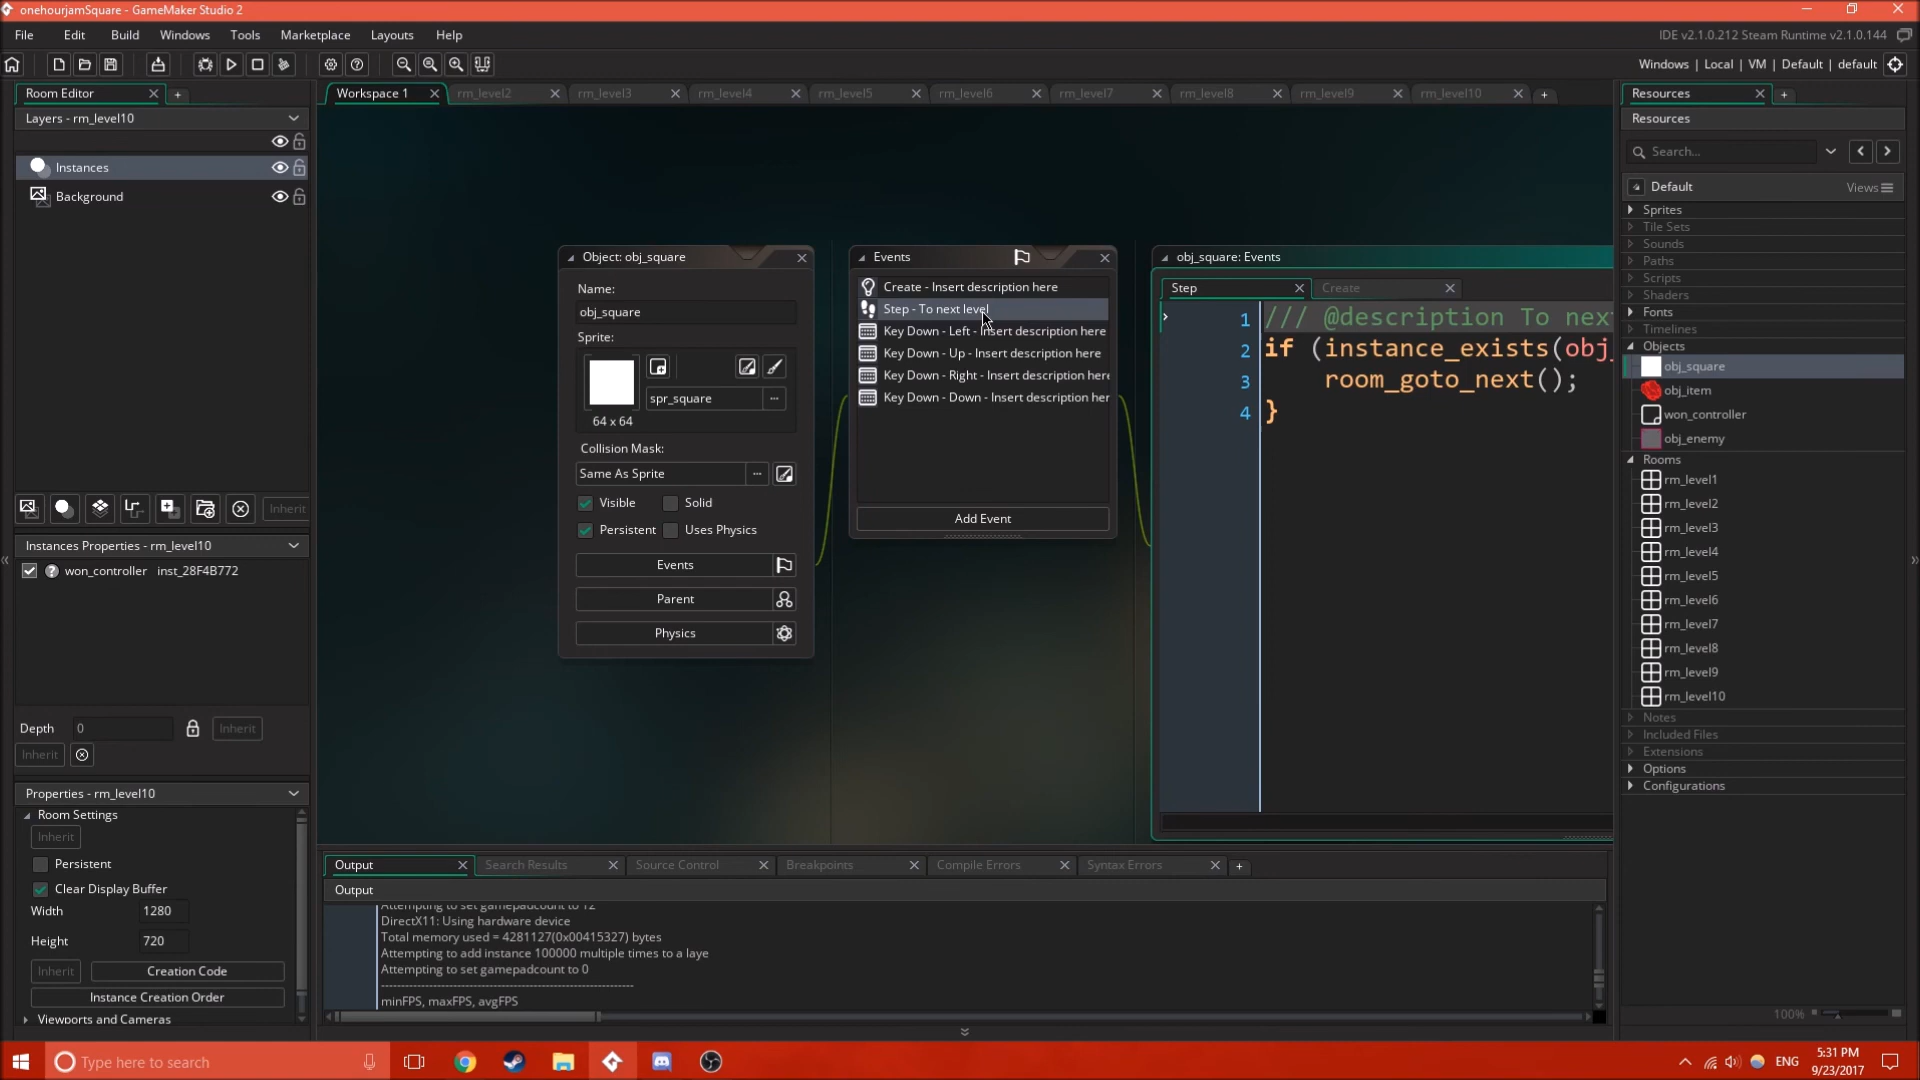 onehourjamSquare - GameMaker Studio 2
File Edit Build Windows Tools Marketplace Layouts Help
IDE v2.1.0.212 Steam Runtime v2.1.0.144
Windows | Local | VM | Default | default
Room Editor
Workspace 1 rm_level2 rm_level3 rm_level4 rm_level5 rm_level6 rm_level7 rm_level8 rm_level9 rm_level10
Resources
Layers - rm_level10
Resources
Instances
Background
Search...
Default Views
Sprites
Tile Sets
Sounds
Paths
Scripts
Shaders
Fonts
Timelines
Objects
obj_square
obj_item
won_controller
obj_enemy
Rooms
rm_level1
rm_level2
rm_level3
rm_level4
rm_level5
rm_level6
rm_level7
rm_level8
rm_level9
rm_level10
Notes
Included Files
Extensions
Options
Configurations
100%
Object: obj_square
Name:
obj_square
Sprite:
spr_square
64 x 64
Collision Mask:
Same As Sprite
Visible Solid
Persistent Uses Physics
Events
Parent
Physics
Events
Create - Insert description here
Step - To next level
Key Down - Left - Insert description here
Key Down - Up - Insert description here
Key Down - Right - Insert description here
Key Down - Down - Insert description her
Add Event
obj_square: Events
Step Create
1 /// @description To nex
2 if (instance_exists(obj_
3 room_goto_next();
4 }
Inherit
Instances Properties - rm_level10
won_controller inst_28F4B772
Depth 0 Inherit
Inherit
Properties - rm_level10
Room Settings
Inherit
Persistent
Clear Display Buffer
Width 1280
Height 720
Inherit Creation Code
Instance Creation Order
Viewports and Cameras
Output Search Results Source Control Breakpoints Compile Errors Syntax Errors
Output
Attempting to set gamepadcount to 12
DirectX11: Using hardware device
Total memory used = 4281127(0x00415327) bytes
Attempting to add instance 100000 multiple times to a laye
Attempting to set gamepadcount to 0
--------------------------------------------------------------
minFPS, maxFPS, avgFPS
Type here to search
ENG
5:31 PM
9/23/2017